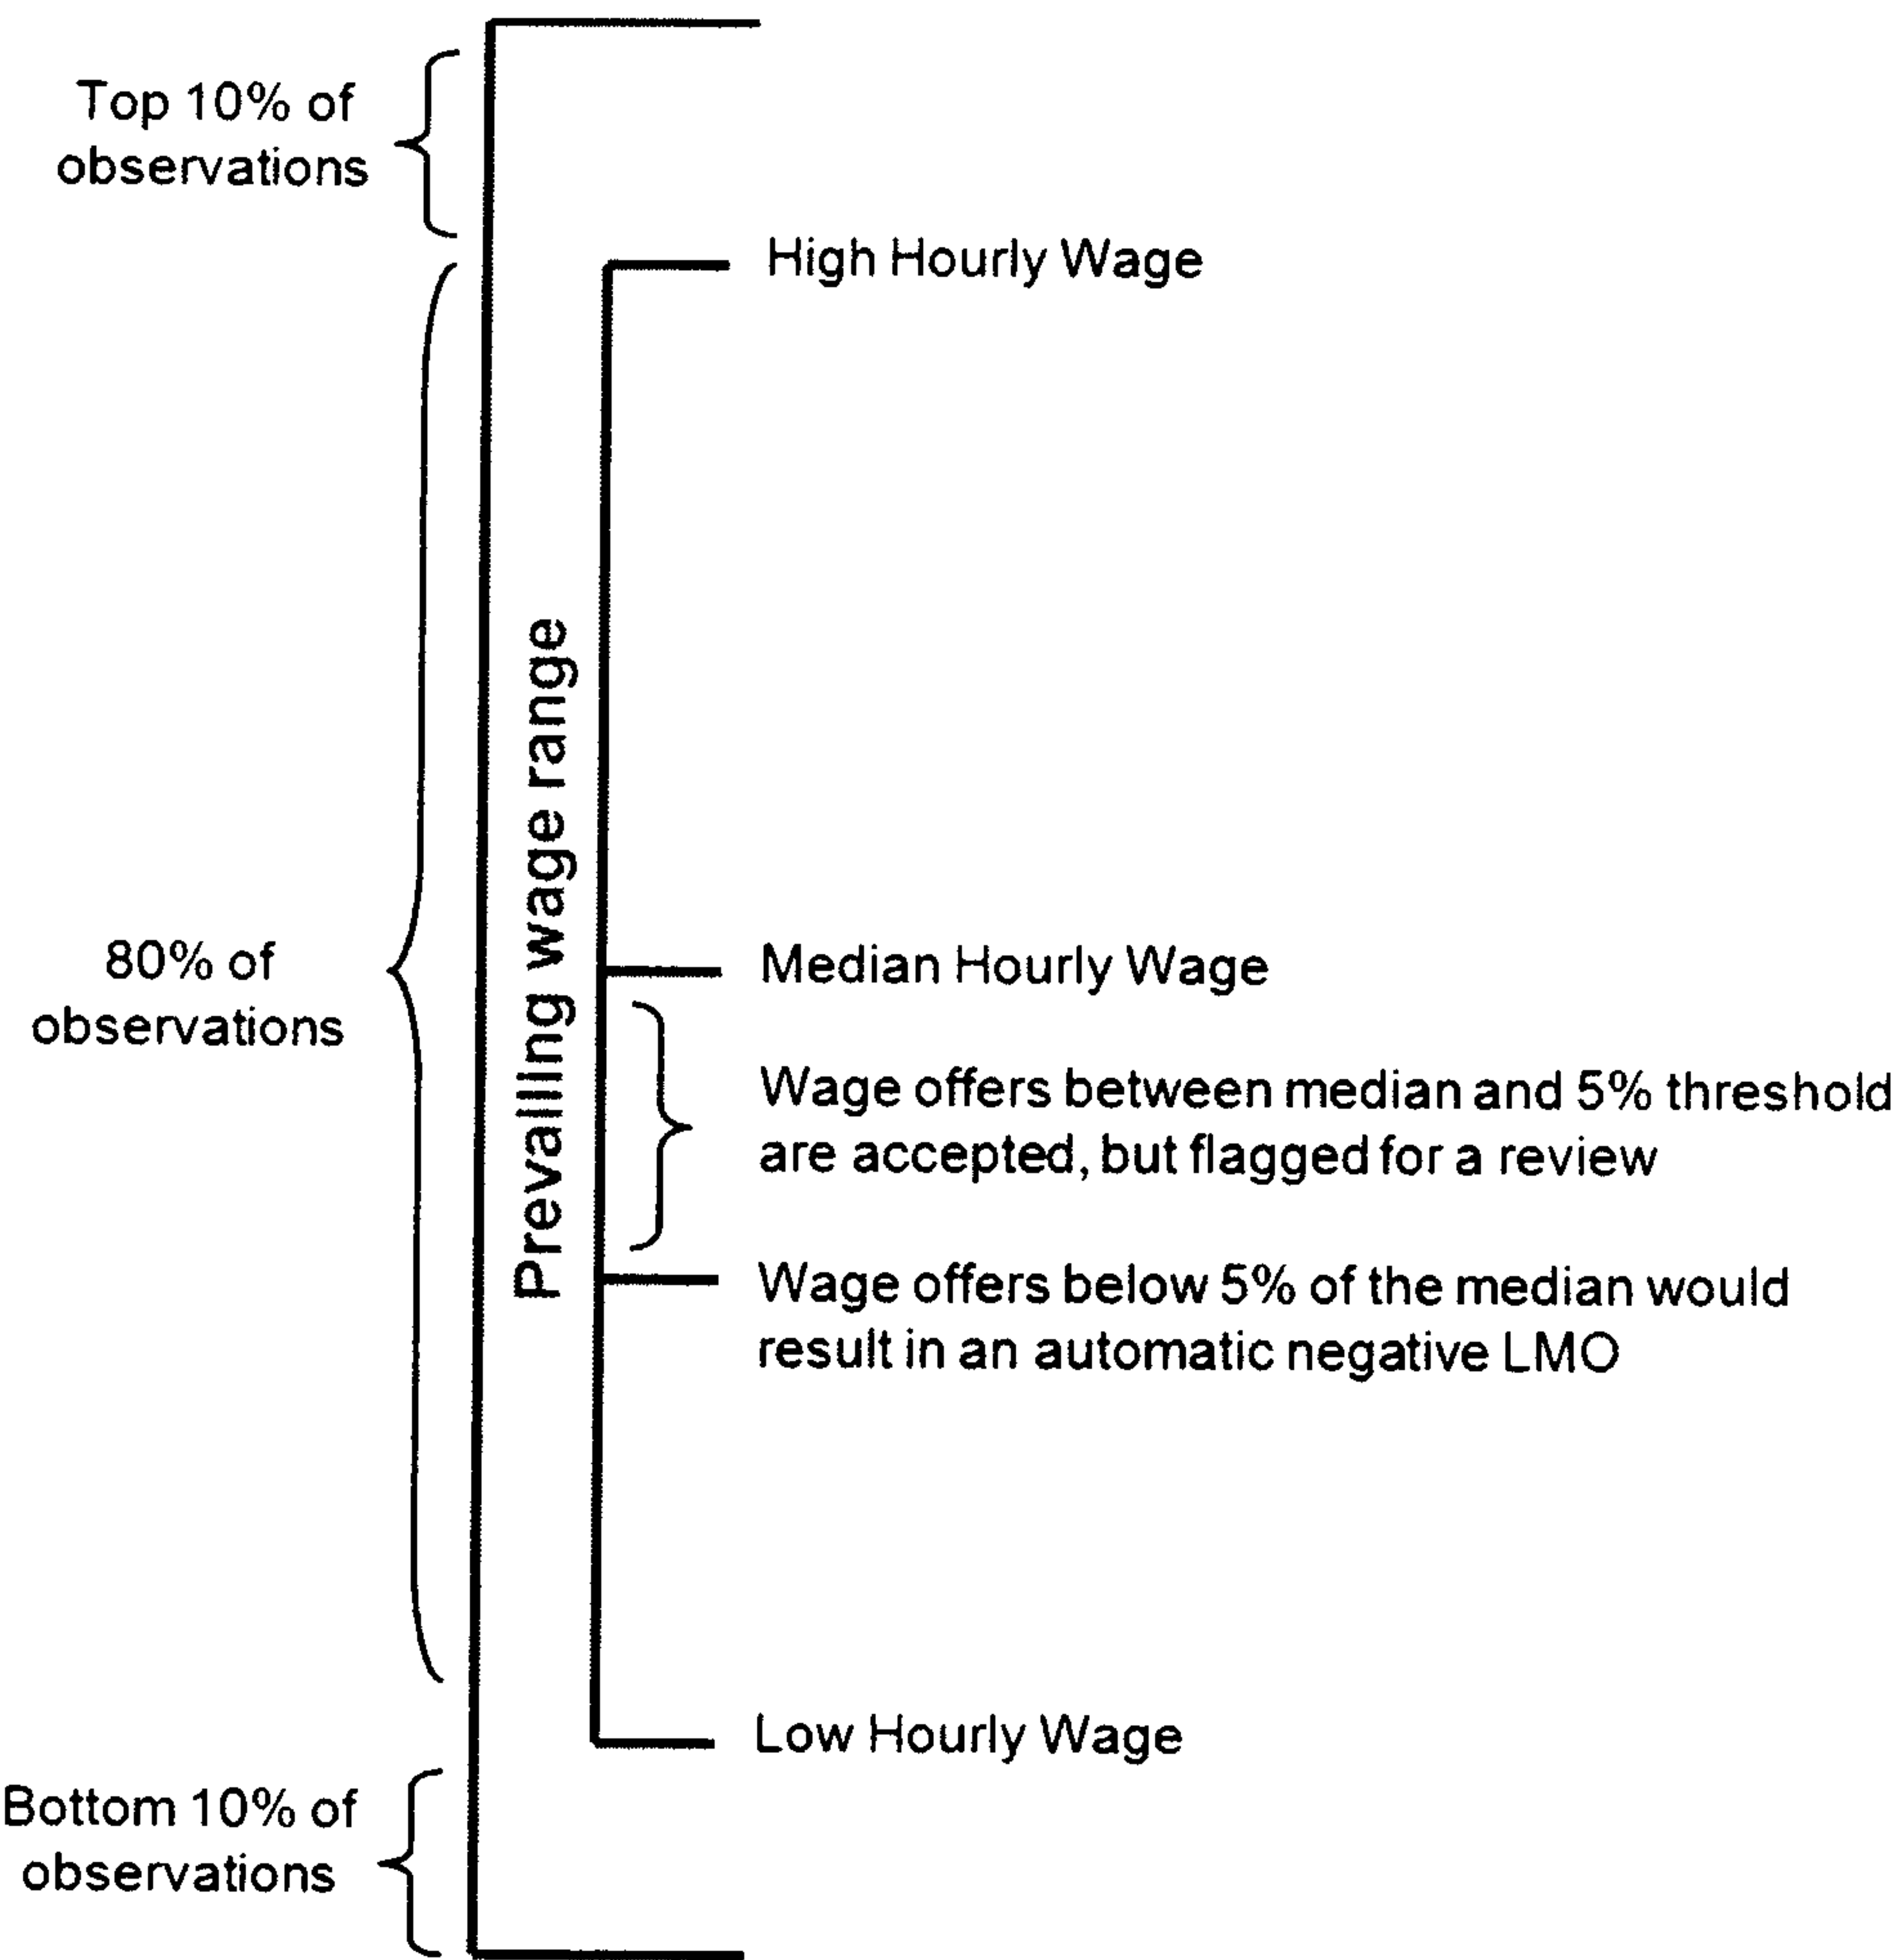 Top 10% of
observations
High Hourly Wage
Prevailing wage range
80% of
observations
Median Hourly Wage
Wage offers between median and 5% threshold
are accepted, but flagged for a review
Wage offers below 5% of the median would
result in an automatic negative LMO
Low Hourly Wage
Bottom 10% of
observations